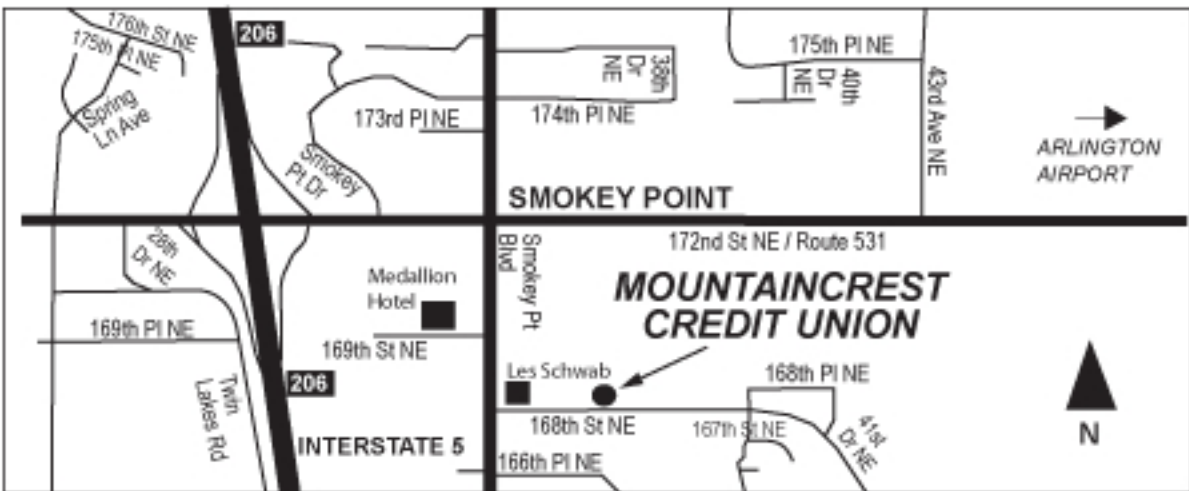 176th St NE
175th Pl NE
Spring
Ln Ave
206
173rd Pl NE
Smokey
Pt Dr
38th
Dr
NE
174th Pl NE
175th Pl NE
40th
Dr
NE
43rd Ave NE
ARLINGTON
AIRPORT
SMOKEY POINT
172nd St NE / Route 531
28th
Dr NE
Medallion
Hotel
Smokey Pt
Blvd
MOUNTAINCREST
CREDIT UNION
169th Pl NE
169th St NE
206
Twin
Lakes Rd
Les Schwab
168th Pl NE
168th St NE
167th St NE
41st
Dr NE
INTERSTATE 5
166th Pl NE
N